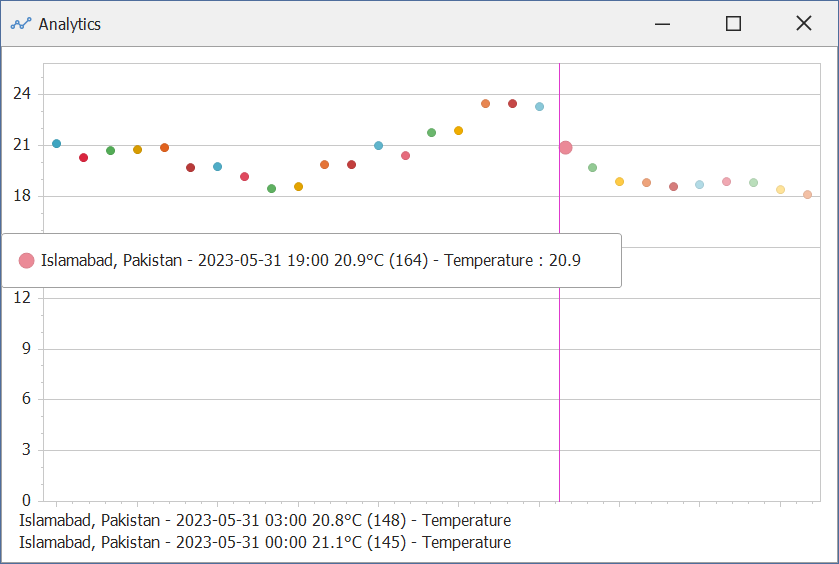 Analytics
24
21
18
Islamabad, Pakistan - 2023-05-31 19:00 20.9°C (164) - Temperature : 20.9
12
9
6
3
0
Islamabad, Pakistan - 2023-05-31 03:00 20.8°C (148) - Temperature
Islamabad, Pakistan - 2023-05-31 00:00 21.1°C (145) - Temperature